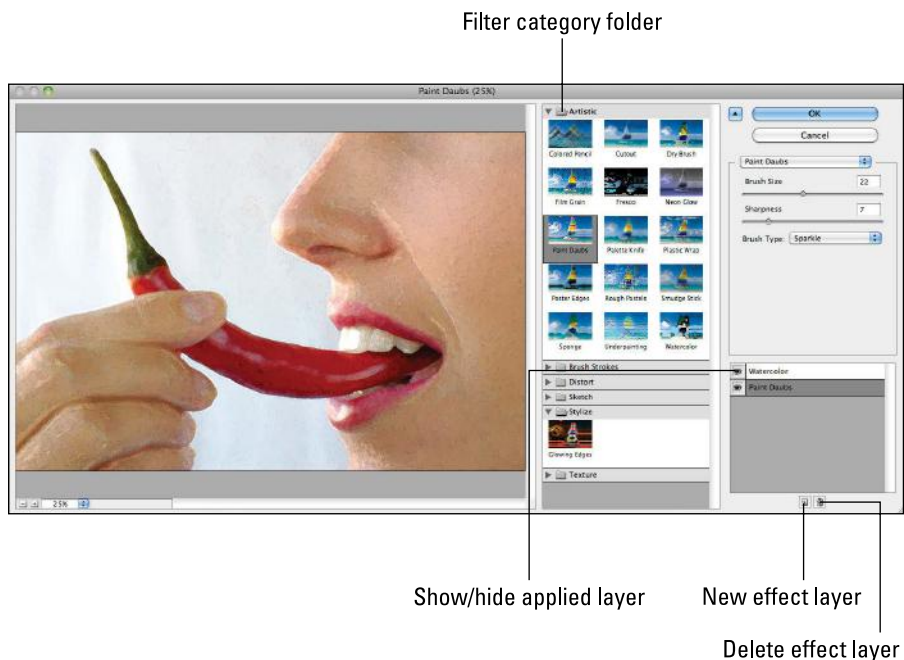 Filter category folder
Paint Daubs (25%)
Artistic
Colored Pencil
Cutout
Dry Brush
Film Grain
Fresco
Neon Glow
Paint Daubs
Palette Knife
Plastic Wrap
Poster Edges
Rough Pastels
Smudge Stick
Sponge
Underpainting
Watercolor
Brush Strokes
Distort
Sketch
Stylize
Glowing Edges
Texture
OK
Cancel
Paint Daubs
Brush Size 22
Sharpness 7
Brush Type: Sparkle
Watercolor
Paint Daubs
25%
Show/hide applied layer
New effect layer
Delete effect layer